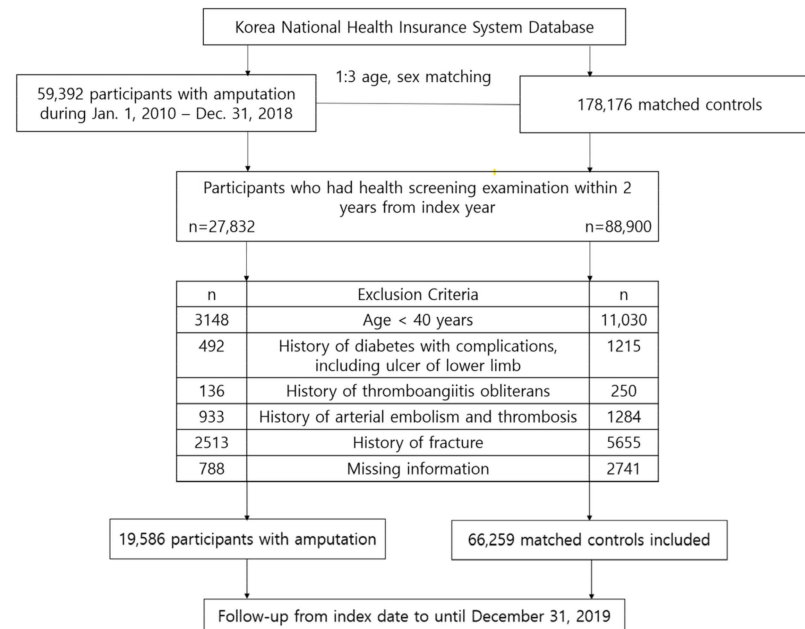 Korea National Health Insurance System Database
59,392 participants with amputation
during Jan. 1, 2010 – Dec. 31, 2018
1:3 age, sex matching
178,176 matched controls
Participants who had health screening examination within 2
years from index year
n=27,832 n=88,900
n Exclusion Criteria n
3148 Age < 40 years 11,030
492 History of diabetes with complications, 1215
including ulcer of lower limb
136 History of thromboangiitis obliterans 250
933 History of arterial embolism and thrombosis 1284
2513 History of fracture 5655
788 Missing information 2741
19,586 participants with amputation
66,259 matched controls included
Follow-up from index date to until December 31, 2019